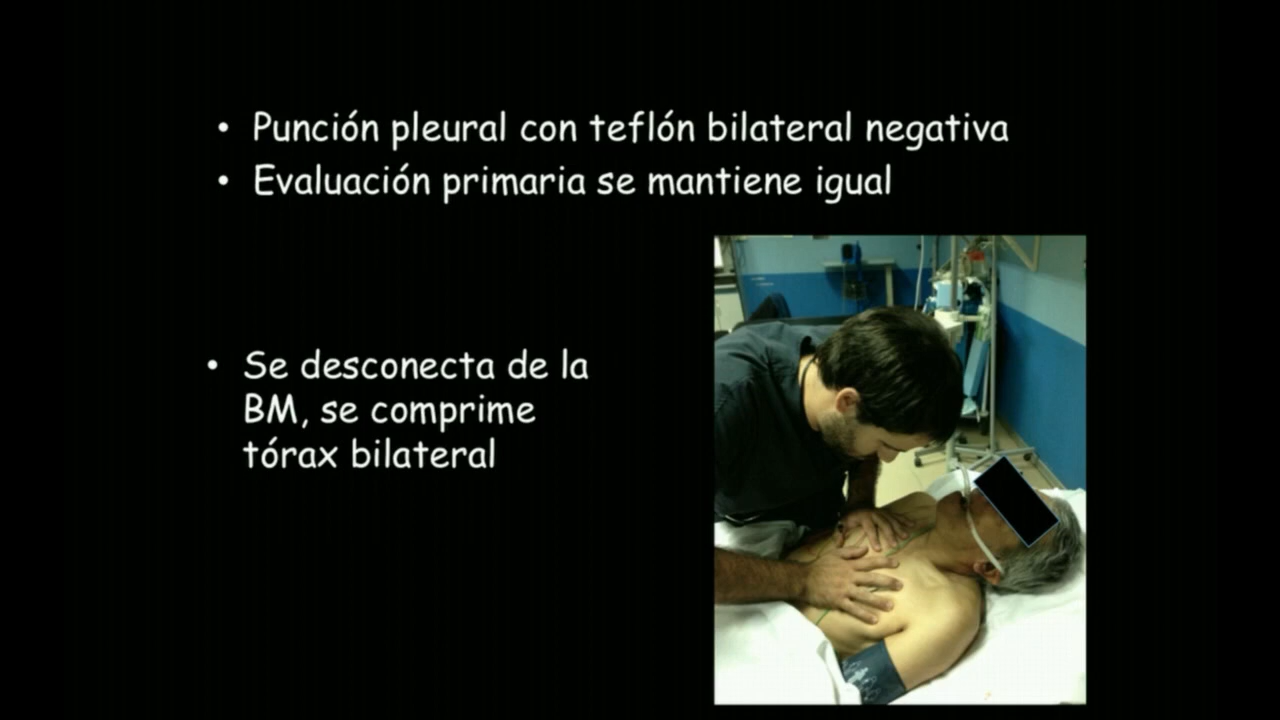 • Punción pleural con teflón bilateral negativa
• Evaluación primaria se mantiene igual
• Se desconecta de la
BM, se comprime
tórax bilateral